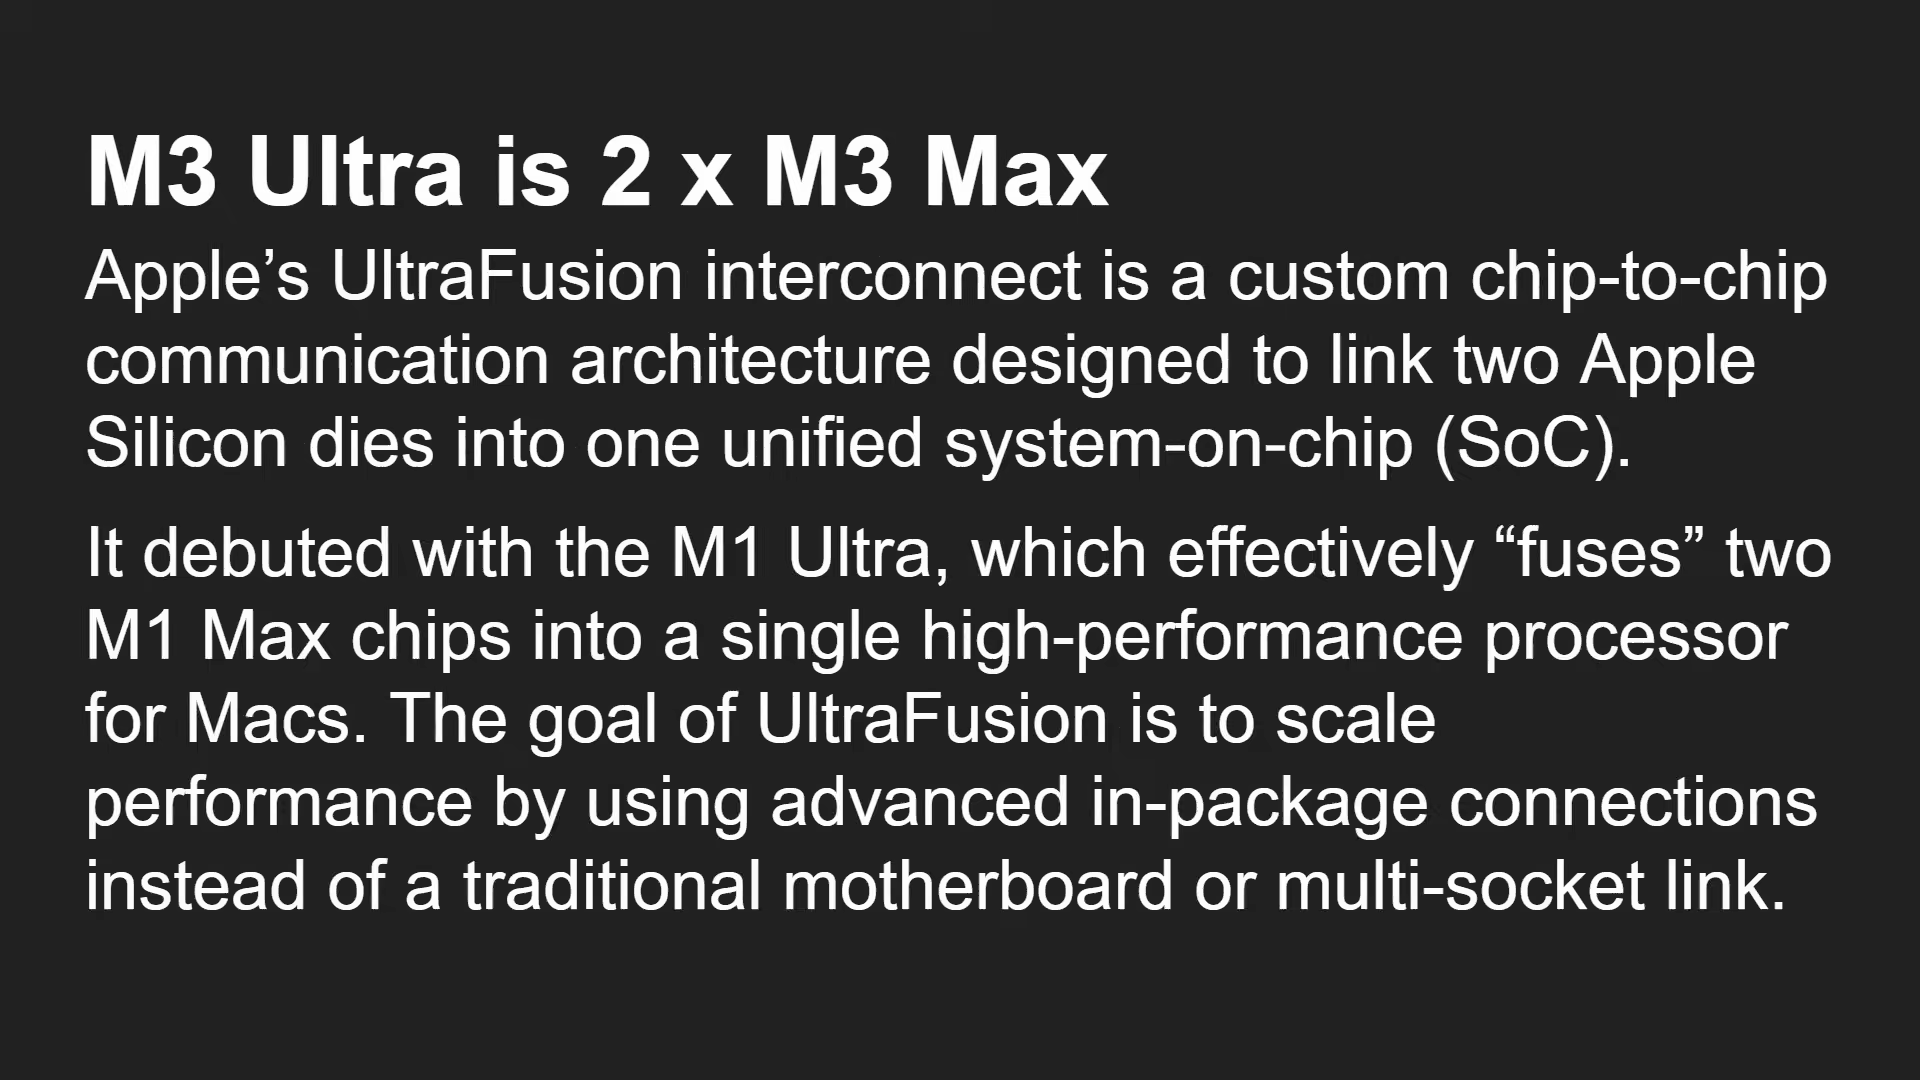 M3 Ultra is 2 x M3 Max
Apple’s UltraFusion interconnect is a custom chip-to-chip
communication architecture designed to link two Apple
Silicon dies into one unified system-on-chip (SoC).
It debuted with the M1 Ultra, which effectively “fuses” two
M1 Max chips into a single high-performance processor
for Macs. The goal of UltraFusion is to scale
performance by using advanced in-package connections
instead of a traditional motherboard or multi-socket link.